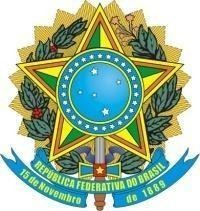 REPÚBLICA FEDERATIVA DO BRASIL
15 de Novembro
de 1889